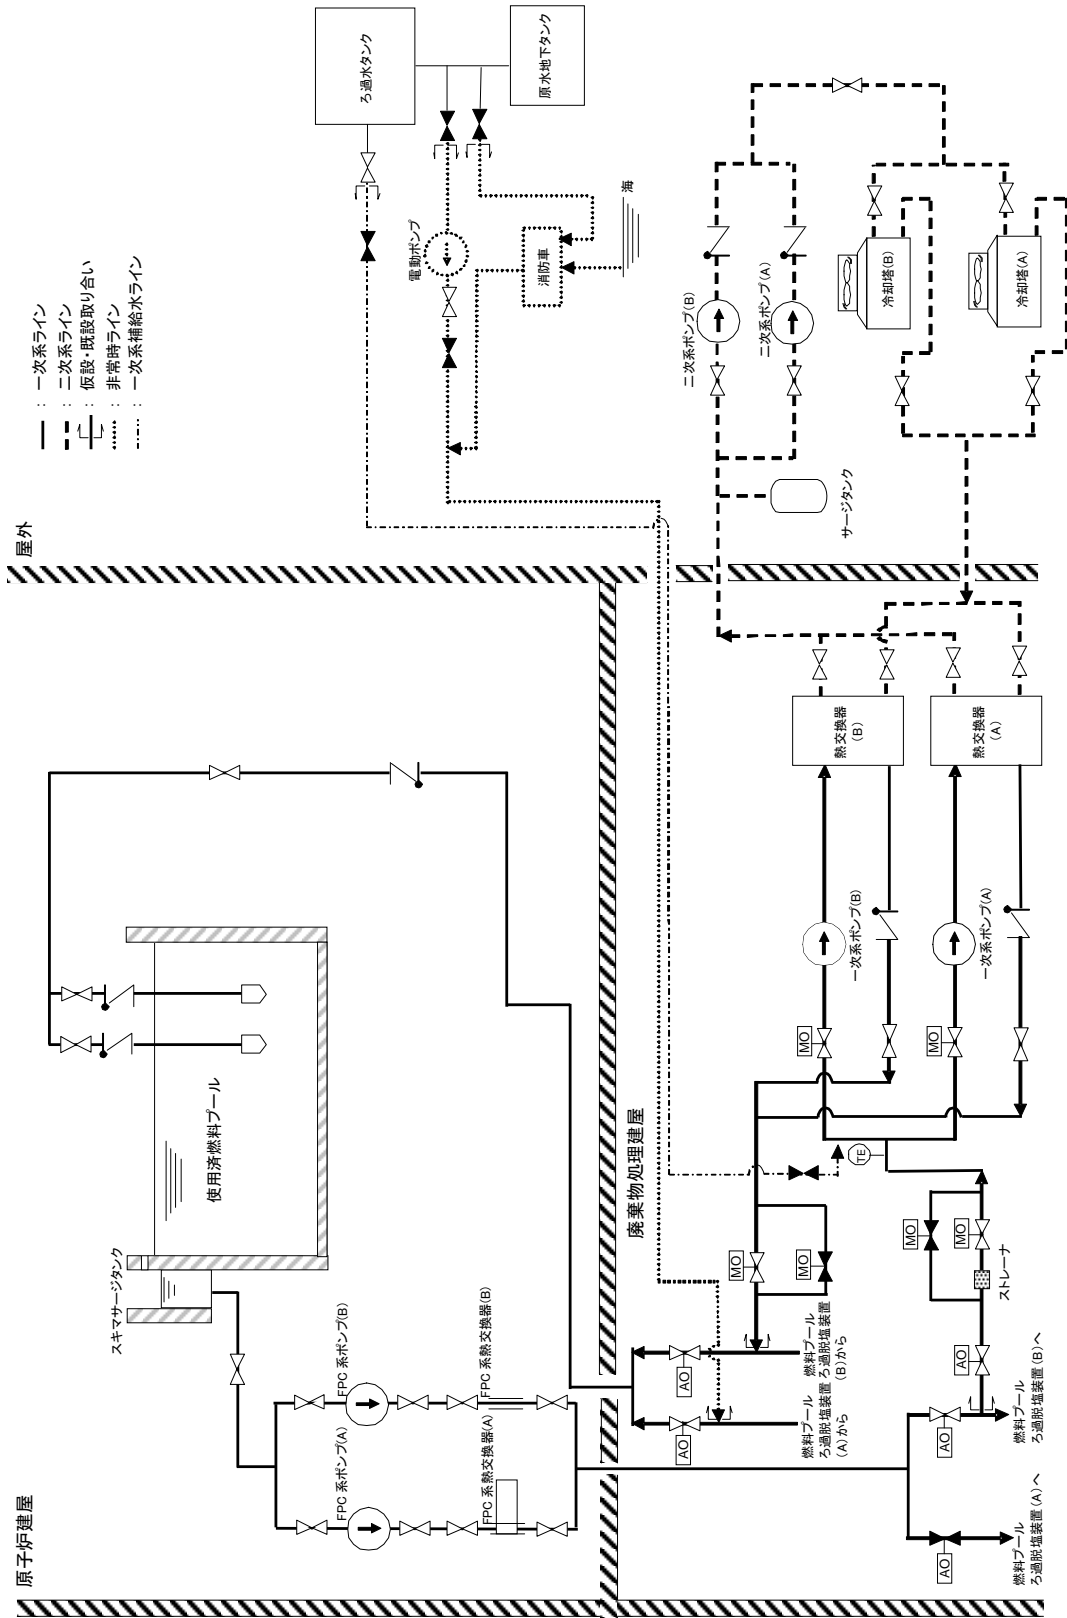 屋外
━━ : 一次系ライン
━ ━ : 二次系ライン
: 仮設・既設取り合い
: 非常時ライン
: 一次系補給水ライン
ろ過水タンク
原水地下タンク
電動ポンプ
消防車
海
二次系ポンプ(B)
二次系ポンプ(A)
冷却塔(B)
冷却塔(A)
サージタンク
原子炉建屋
スキマサージタンク
使用済燃料プール
FPC 系ポンプ(B)
FPC 系ポンプ(A)
FPC 系熱交換器(B)
FPC 系熱交換器(A)
廃棄物処理建屋
熱交換器
(B)
熱交換器
(A)
一次系ポンプ(B)
一次系ポンプ(A)
MO
MO
TE
MO
MO
MO
MO
ストレーナ
AO
AO
AO
AO
AO
燃料プール
ろ過脱塩装置
(B)から
燃料プール
ろ過脱塩装置
(A)から
燃料プール
ろ過脱塩装置(B)へ
燃料プール
ろ過脱塩装置(A)へ